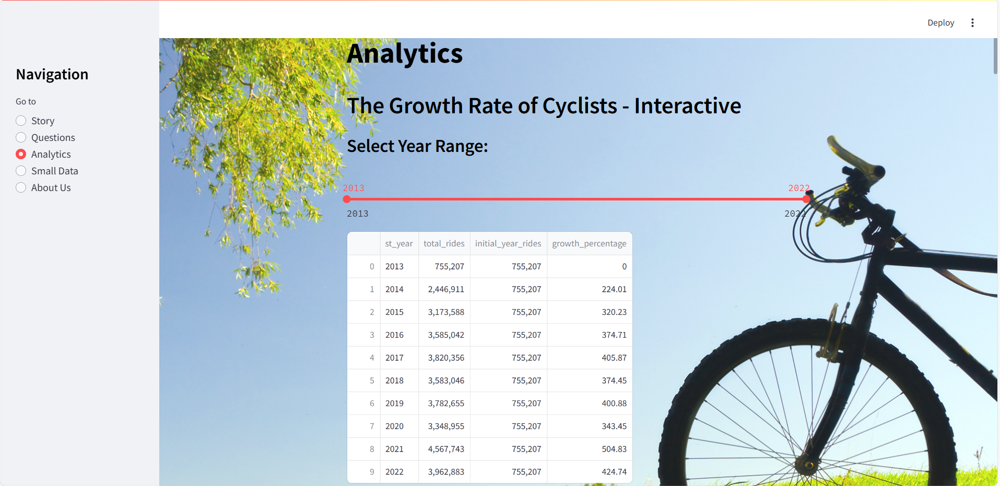 Deploy
Navigation
Go to
Story
Questions
Analytics
Small Data
About Us
Analytics
The Growth Rate of Cyclists - Interactive
Select Year Range:
2013 2022
2013 2022
st_year total_rides initial_year_rides growth_percentage
0 2013 755,207 755,207 0
1 2014 2,446,911 755,207 224.01
2 2015 3,173,588 755,207 320.23
3 2016 3,585,042 755,207 374.71
4 2017 3,820,356 755,207 405.87
5 2018 3,583,046 755,207 374.45
6 2019 3,782,655 755,207 400.88
7 2020 3,348,955 755,207 343.45
8 2021 4,567,743 755,207 504.83
9 2022 3,962,883 755,207 424.74